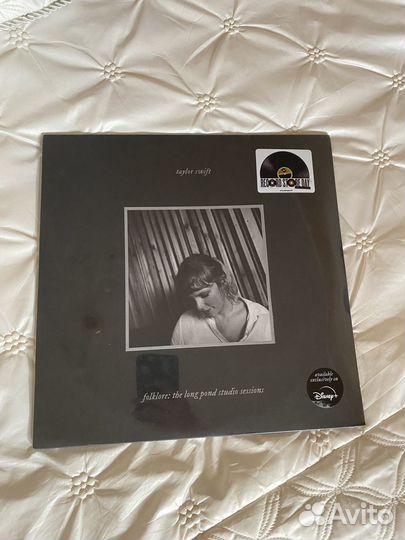 taylor swift
RECORD STORE DAY
folklore: the long pond studio sessions
available
exclusively on
Disney+
Avito